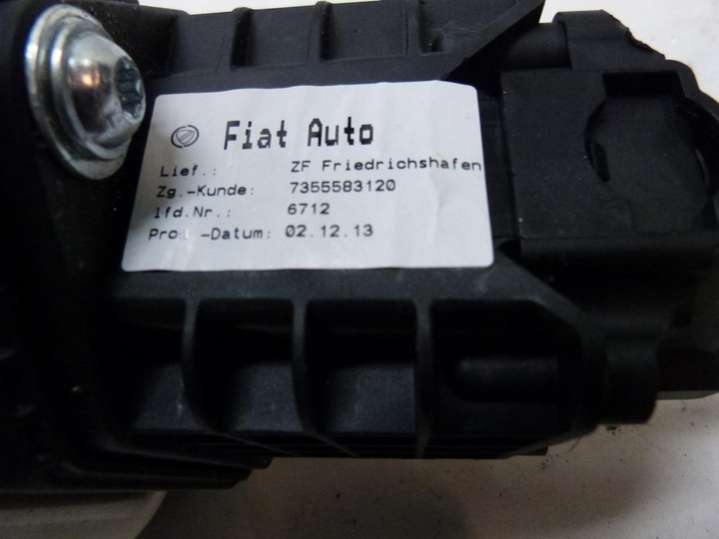 Fiat Auto
Lief.: ZF Friedrichshafen
Zg.-Kunde: 7355583120
lfd.Nr.: 6712
-Datum: 02.12.13